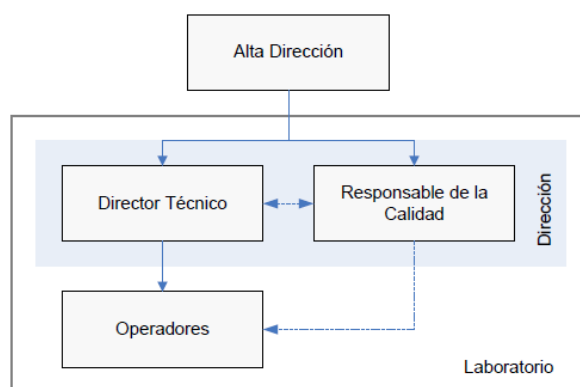 Alta Dirección
Director Técnico
Responsable de la
Calidad
Dirección
Operadores
Laboratorio